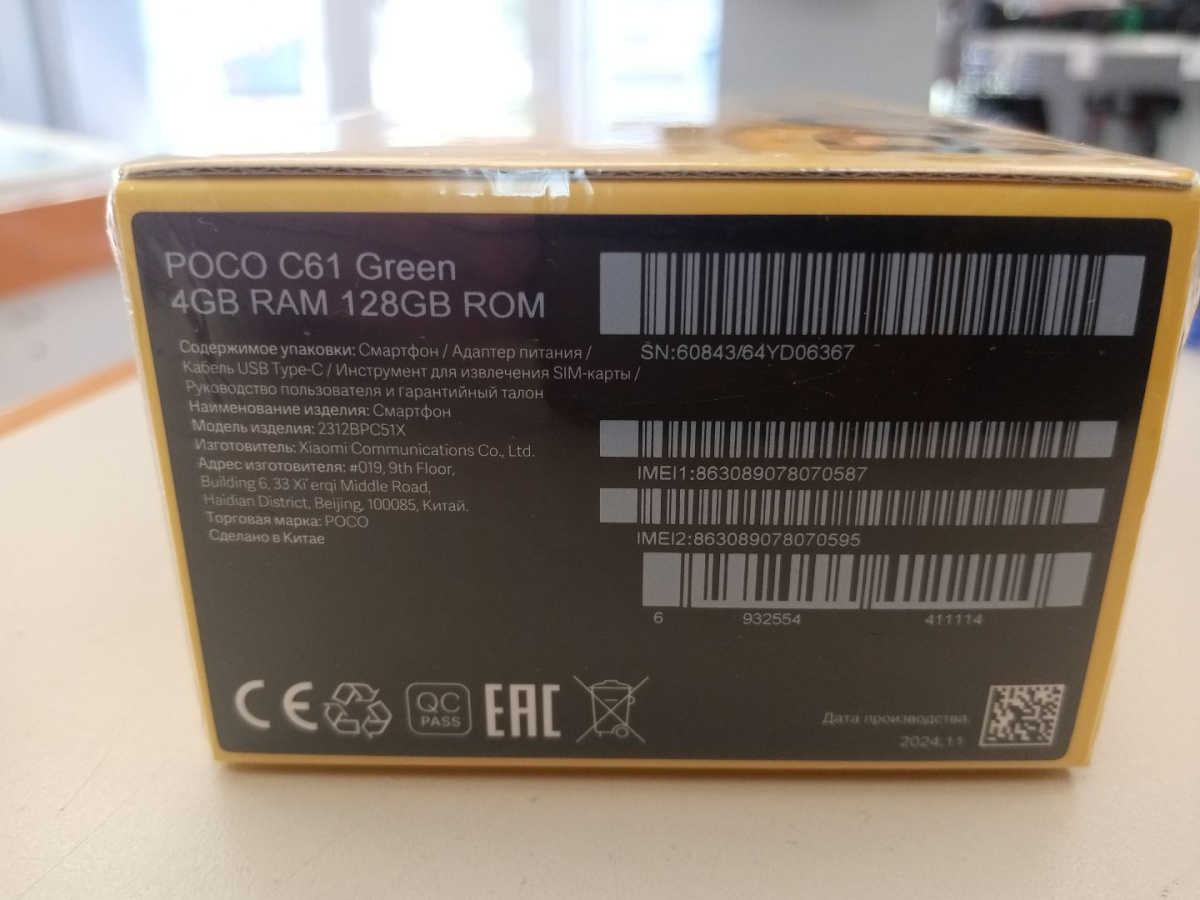 POCO C61 Green
4GB RAM 128GB ROM
Содержимое упаковки: Смартфон / Адаптер питания /
Кабель USB Type-C / Инструмент для извлечения SIM-карты /
Руководство пользователя и гарантийный талон
Наименование изделия: Смартфон
Модель изделия: 2312BPC51X
Изготовитель: Xiaomi Communications Co., Ltd.
Адрес изготовителя: #019, 9th Floor,
Building 6, 33 Xi'erqi Middle Road,
Haidian District, Beijing, 100085, Китай.
Торговая марка: POCO
Сделано в Китае
SN:60843/64YD06367
IMEI1:863089078070587
IMEI2:863089078070595
6 932554 411114
CE
QC
PASS
EAC
Дата производства:
2024.11